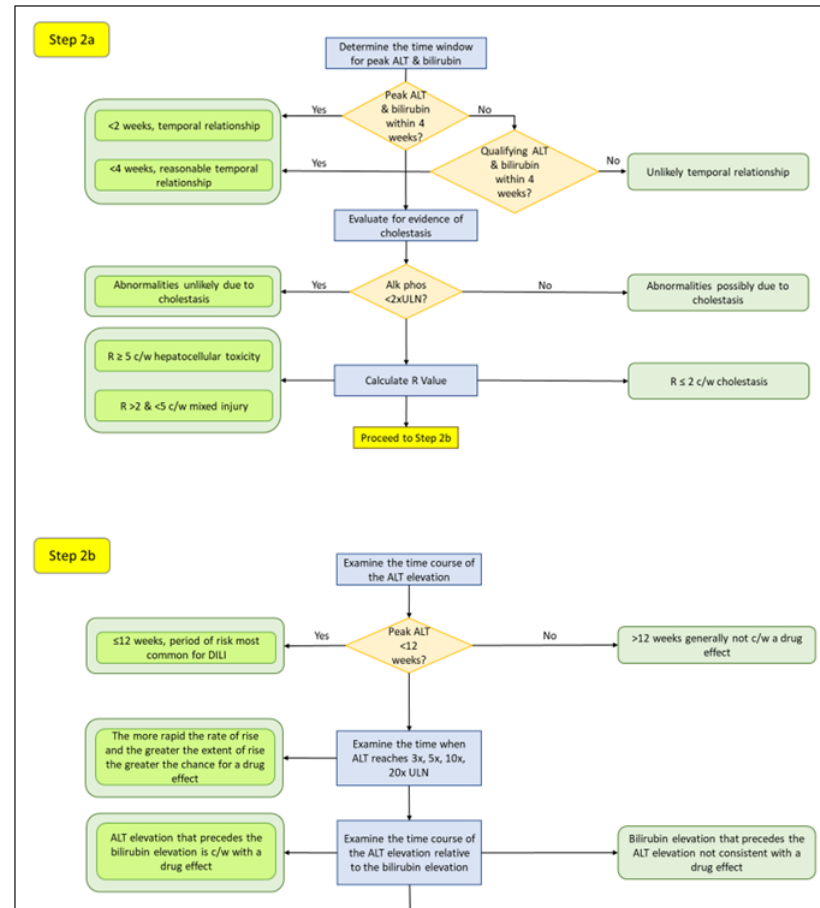 Step 2a
Determine the time window
for peak ALT & bilirubin
Peak ALT
& bilirubin
within 4
weeks?
Yes
No
<2 weeks, temporal relationship
<4 weeks, reasonable temporal
relationship
Yes
Qualifying ALT
& bilirubin
within 4
weeks?
No
Unlikely temporal relationship
Evaluate for evidence of
cholestasis
Abnormalities unlikely due to
cholestasis
Yes
Alk phos
<2xULN?
No
Abnormalities possibly due to
cholestasis
R ≥ 5 c/w hepatocellular toxicity
R >2 & <5 c/w mixed injury
Calculate R Value
R ≤ 2 c/w cholestasis
Proceed to Step 2b
Step 2b
Examine the time course of
the ALT elevation
≤12 weeks, period of risk most
common for DILI
Yes
Peak ALT
<12
weeks?
No
>12 weeks generally not c/w a drug
effect
The more rapid the rate of rise
and the greater the extent of rise
the greater the chance for a drug
effect
Examine the time when
ALT reaches 3x, 5x, 10x,
20x ULN
ALT elevation that precedes the
bilirubin elevation is c/w with a
drug effect
Examine the time course of
the ALT elevation relative
to the bilirubin elevation
Bilirubin elevation that precedes the
ALT elevation not consistent with a
drug effect